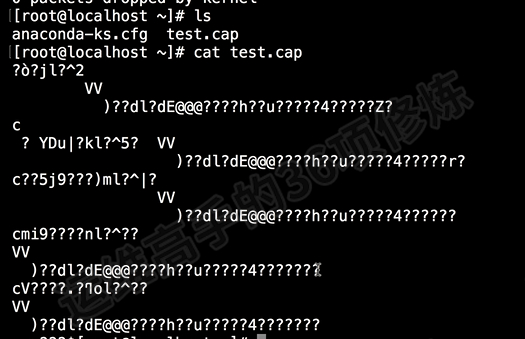 0 packets dropped by kernel
[root@localhost ~]# ls
anaconda-ks.cfg  test.cap
[root@localhost ~]# cat test.cap
?ò?jl?^2
VV
)??dl?dE@@@????h??u?????4?????Z?
c
? YDu|?kl?^5?  VV
)??dl?dE@@@????h??u?????4?????r?
c??5j9???)ml?^|?
VV
)??dl?dE@@@????h??u?????4??????
cmi9????nl?^??
VV
)??dl?dE@@@????h??u?????4???????
cV????.?
VV
)??dl?dE@@@????h??u?????4???????
运维高手的36项修炼